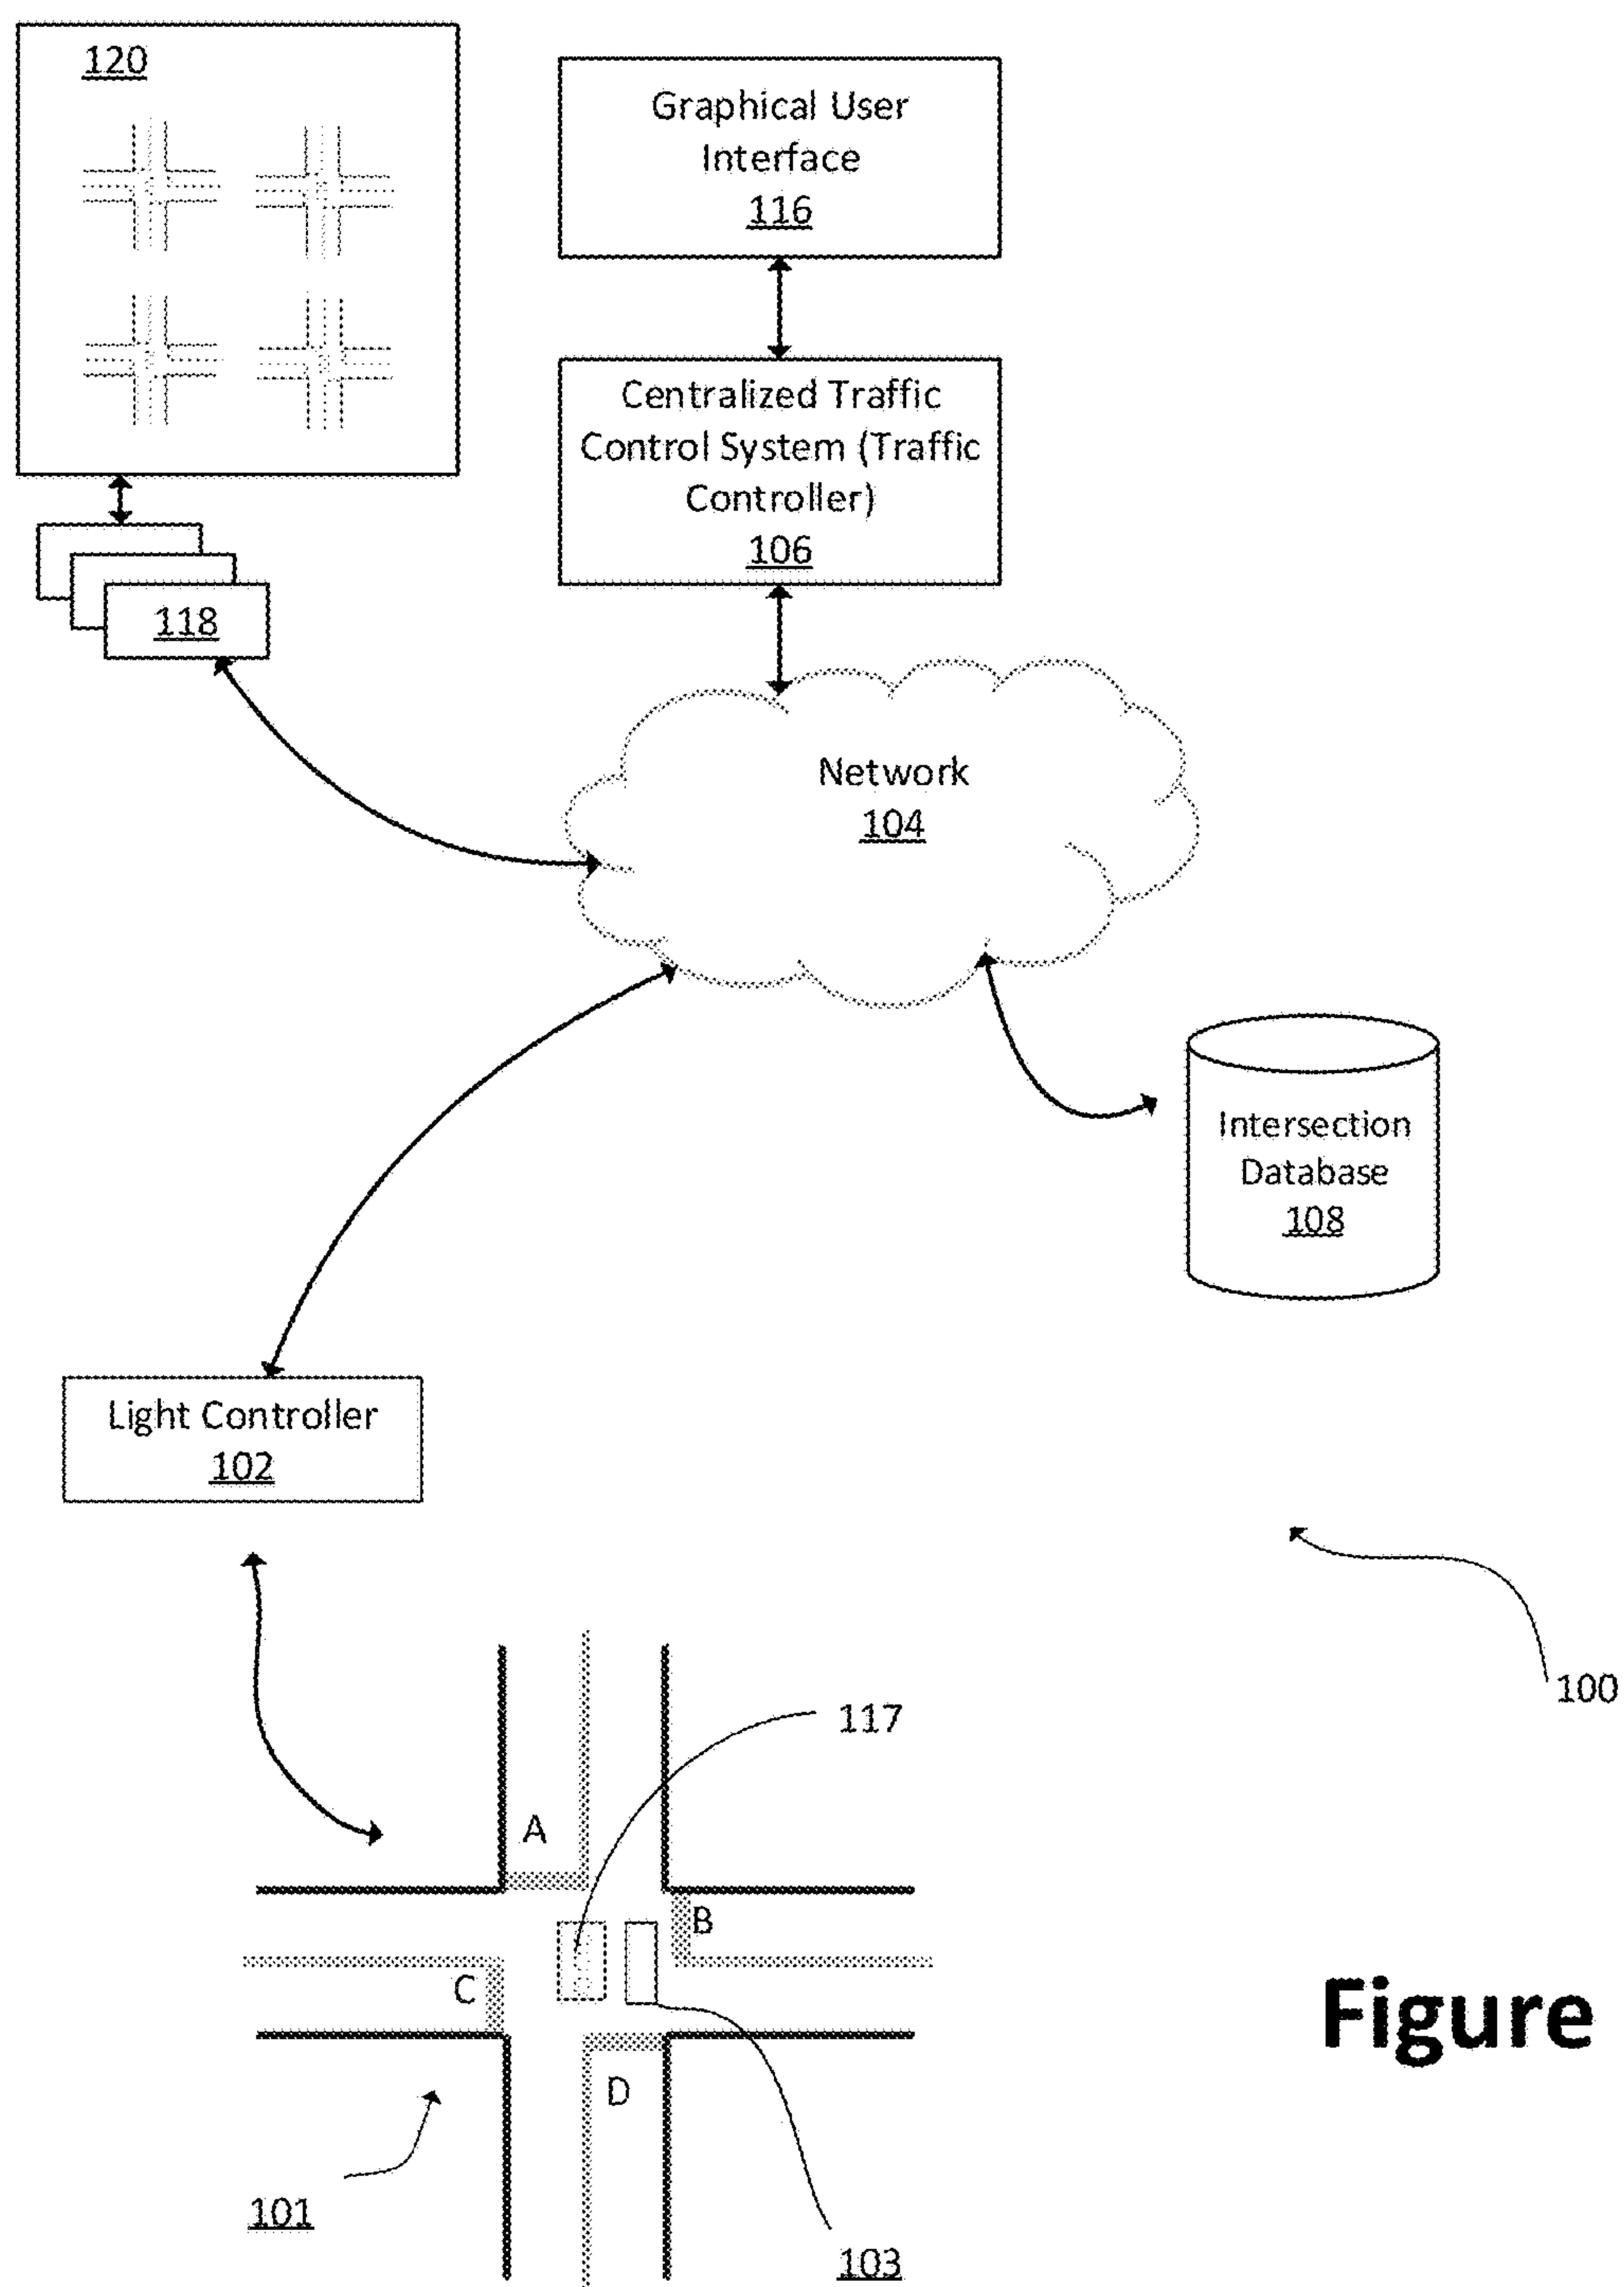 120
Graphical User
Interface
116
Centralized Traffic
Control System (Traffic
Controller)
106
118
Network
104
Intersection
Database
108
Light Controller
102
100
117
A
B
C
D
101
103
Figure